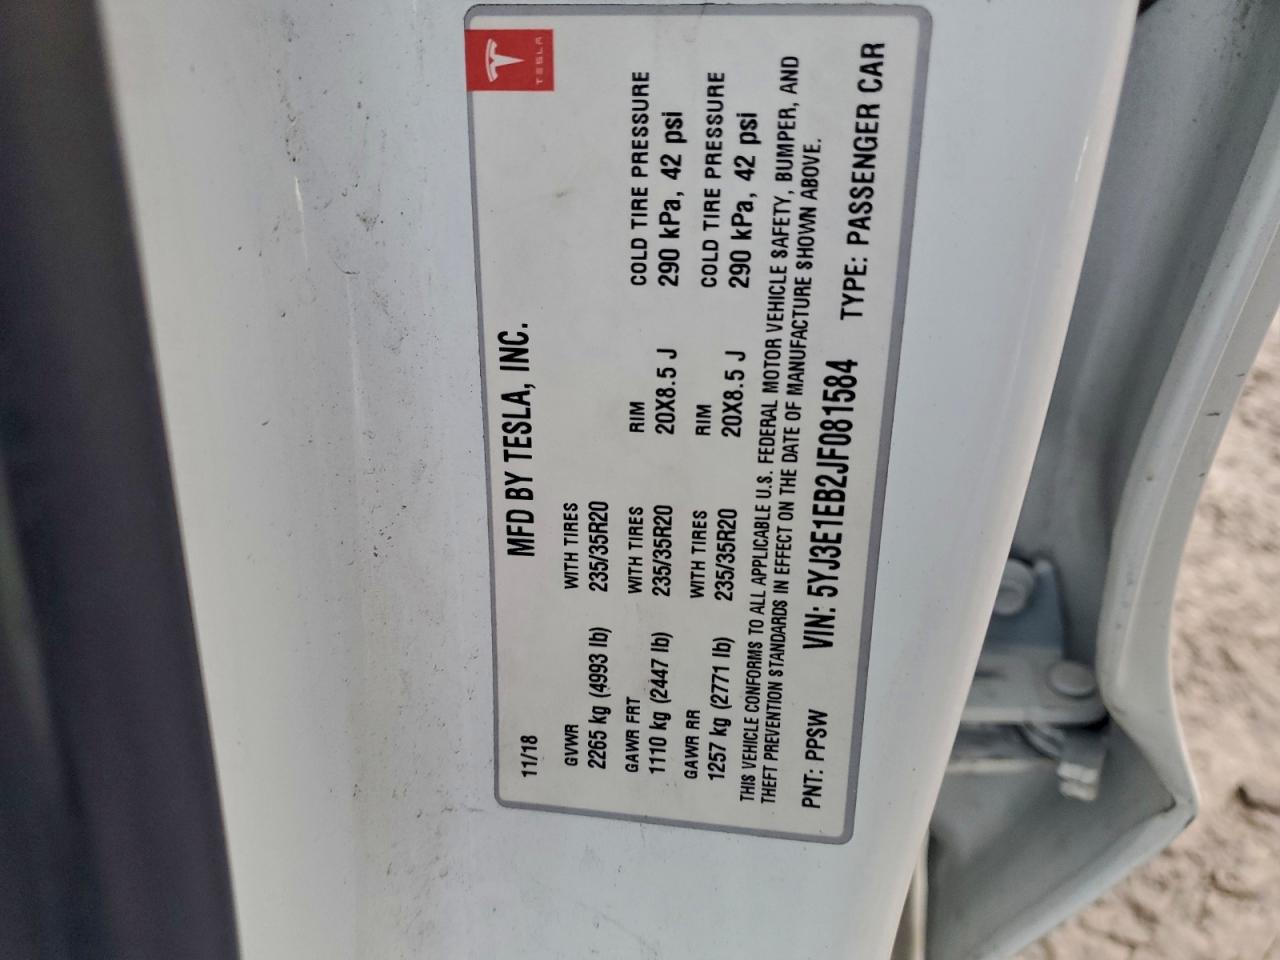 TESLA
11/18 MFD BY TESLA, INC.
GVWR WITH TIRES
2265 kg (4993 lb) 235/35R20
GAWR FRT WITH TIRES RIM COLD TIRE PRESSURE
1110 kg (2447 lb) 235/35R20 20X8.5 J 290 kPa, 42 psi
GAWR RR WITH TIRES RIM COLD TIRE PRESSURE
1257 kg (2771 lb) 235/35R20 20X8.5 J 290 kPa, 42 psi
THIS VEHICLE CONFORMS TO ALL APPLICABLE U.S. FEDERAL MOTOR VEHICLE SAFETY, BUMPER, AND
THEFT PREVENTION STANDARDS IN EFFECT ON THE DATE OF MANUFACTURE SHOWN ABOVE.
PNT: PPSW VIN: 5YJ3E1EB2JF081584 TYPE: PASSENGER CAR